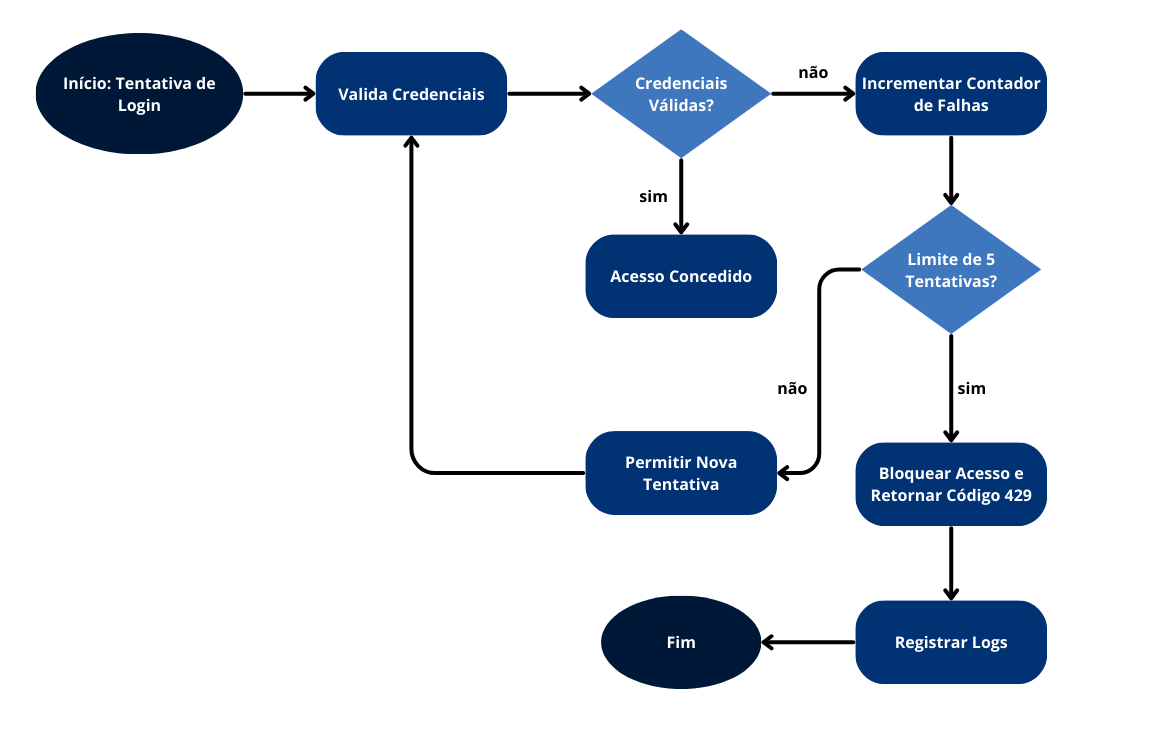 Início: Tentativa de
Login
Valida Credenciais
Credenciais
Válidas?
não
Incrementar Contador
de Falhas
sim
Acesso Concedido
Limite de 5
Tentativas?
não
sim
Permitir Nova
Tentativa
Bloquear Acesso e
Retornar Código 429
Fim
Registrar Logs